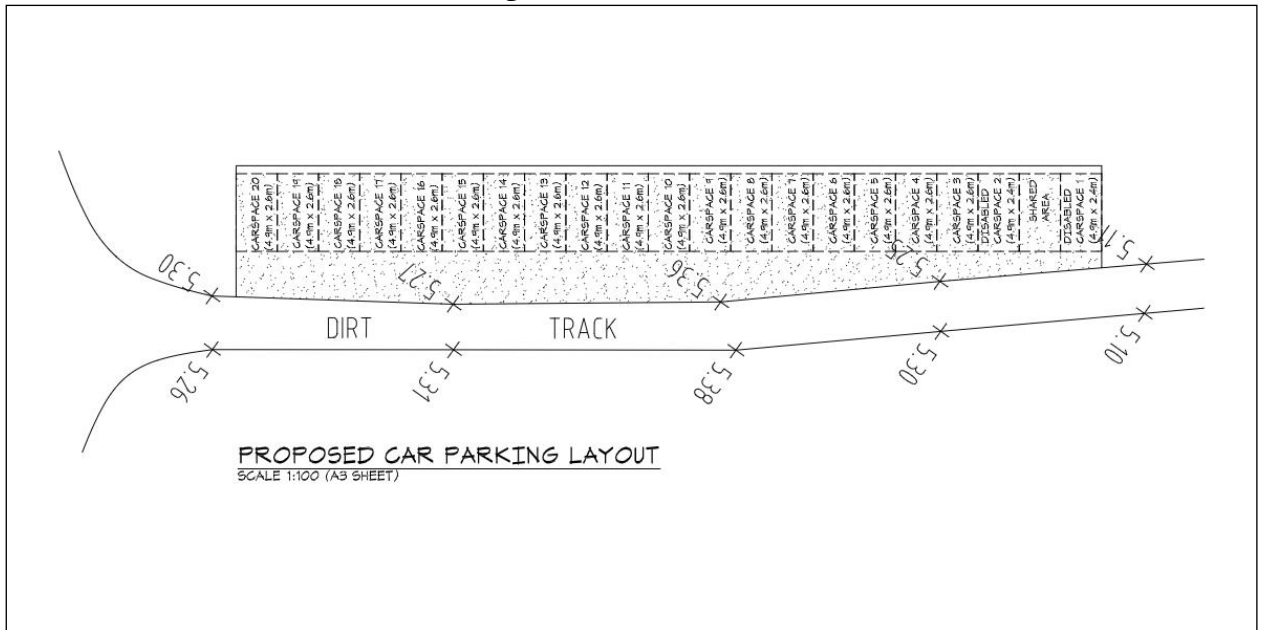 CARSPACE 20
(4.9m x 2.6m)
CARSPACE 19
(4.9m x 2.6m)
CARSPACE 18
(4.9m x 2.6m)
CARSPACE 17
(4.9m x 2.6m)
CARSPACE 16
(4.9m x 2.6m)
CARSPACE 15
(4.9m x 2.6m)
CARSPACE 14
(4.9m x 2.6m)
CARSPACE 13
(4.9m x 2.6m)
CARSPACE 12
(4.9m x 2.6m)
CARSPACE 11
(4.9m x 2.6m)
CARSPACE 10
(4.9m x 2.6m)
CARSPACE 9
(4.9m x 2.6m)
CARSPACE 8
(4.9m x 2.6m)
CARSPACE 7
(4.9m x 2.6m)
CARSPACE 6
(4.9m x 2.6m)
CARSPACE 5
(4.9m x 2.6m)
CARSPACE 4
(4.9m x 2.6m)
CARSPACE 3
(4.9m x 2.6m)
DISABLED
CARSPACE 2
(4.9m x 2.4m)
SHARED
AREA
DISABLED
CARSPACE 1
(4.9m x 2.4m)
5.30
5.27
5.36
5.25
5.11
DIRT TRACK
5.26
5.31
5.38
5.30
5.10
PROPOSED CAR PARKING LAYOUT
SCALE 1:100 (A3 SHEET)